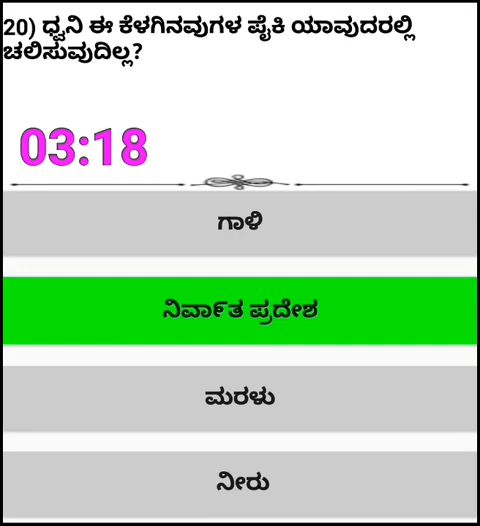 20) ಧ್ವನಿ ಈ ಕೆಳಗಿನವುಗಳ ಪೈಕಿ ಯಾವುದರಲ್ಲಿ
ಚಲಿಸುವುದಿಲ್ಲ?
03:18
ಗಾಳಿ
ನಿರ್ವಾತ ಪ್ರದೇಶ
ಮರಳು
ನೀರು